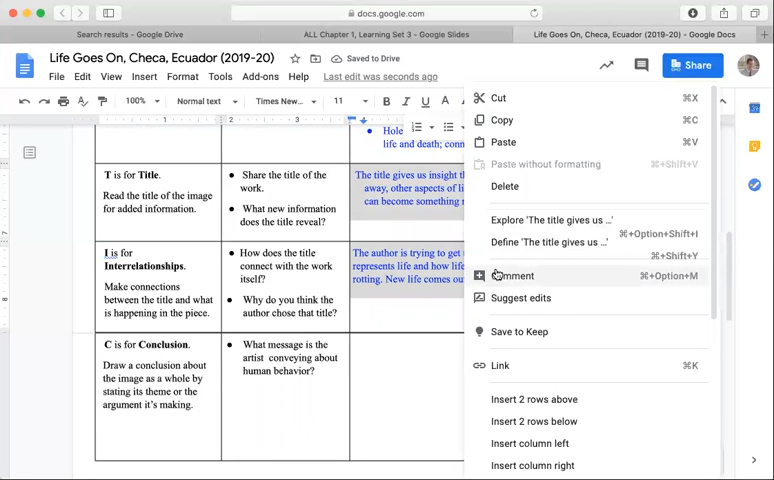 docs.google.com
Search results - Google Drive
ALL Chapter 1, Learning Set 3 - Google Slides
Life Goes On, Checa, Ecuador (2019-20) - Google Docs
Life Goes On, Checa, Ecuador (2019-20)
Saved to Drive
File Edit View Insert Format Tools Add-ons Help Last edit was seconds ago
Share
100% Normal text Times New... 11 B I U A
1 2 3
Hole
life and death; conn
T is for Title.
Read the title of the image
for added information.
Share the title of the
work.
What new information
does the title reveal?
The title gives us insight th
away, other aspects of li
can become something
I is for
Interrelationships.
Make connections
between the title and what
is happening in the piece.
How does the title
connect with the work
itself?
Why do you think the
author chose that title?
The author is trying to get
represents life and how life
rotting. New life comes ou
C is for Conclusion.
Draw a conclusion about
the image as a whole by
stating its theme or the
argument it's making.
What message is the
artist conveying about
human behavior?
Cut ⌘X
Copy ⌘C
Paste ⌘V
Paste without formatting ⌘+Shift+V
Delete
Explore 'The title gives us ...'
⌘+Option+Shift+I
Define 'The title gives us ...'
⌘+Shift+Y
Comment ⌘+Option+M
Suggest edits
Save to Keep
Link ⌘K
Insert 2 rows above
Insert 2 rows below
Insert column left
Insert column right